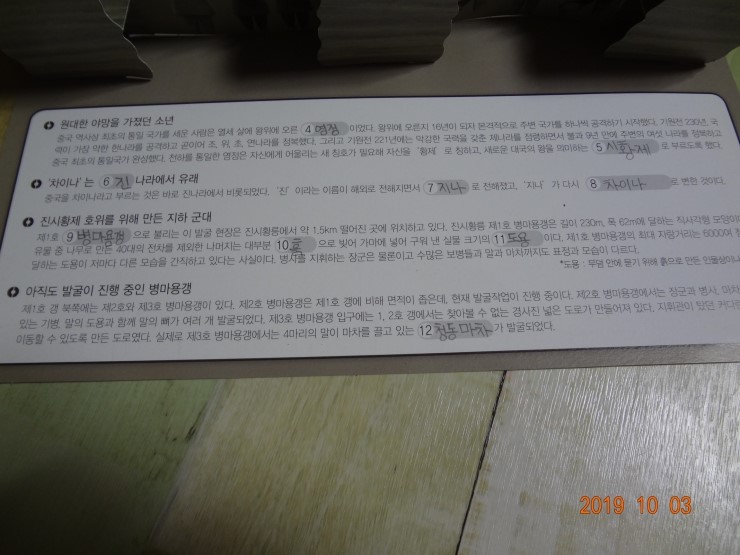 원대한 야망을 가졌던 소년
중국 역사상 최초의 통일 국가를 세운 사람은 열세 살에 왕위에 오른 4 영정 이었다. 왕위에 오른지 16년이 되자 본격적으로 주변 국가를 하나씩 공격하기 시작했다. 기원전 230년, 국
력이 가장 약한 한나라를 공격하고 곧이어 조, 위, 초, 연나라를 정복했다. 그리고 기원전 221년에는 막강한 국력을 갖춘 제나라를 점령하면서 불과 9년 만에 주변의 여섯 나라를 정복하고
중국 최초의 통일국가 완성했다. 천하를 통일한 영정은 자신에게 어울리는 새 칭호가 필요해 자신을 '황제' 로 칭하고, 새로운 대국의 왕을 의미하는 5 시황제 로 부르도록 했다.
'차이나' 는 6 진 나라에서 유래
중국을 차이나라고 부르는 것은 바로 진나라에서 비롯되었다. '진' 이라는 이름이 해외로 전해지면서 7 지나 로 전해졌고, '지나' 가 다시 8 차이나 로 변한 것이다.
진시황제 호위를 위해 만든 지하 군대
제1호 9 병마용갱 으로 불리는 이 발굴 현장은 진시황릉에서 약 1.5km 떨어진 곳에 위치하고 있다. 진시황릉 제1호 병마용갱은 길이 230m, 폭 62m에 달하는 직사각형 모양이
유물 중 나무로 만든 40대의 전차를 제외한 나머지는 대부분 10 흙 으로 빚어 가마에 넣어 구워 낸 실물 크기의 11 도용 이다. 제1호 병마용의 최대 자랑거리는 6000여 점
달하는 도용이 저마다 다른 모습을 간직하고 있다는 사실이다. 병사를 지휘하는 장군은 물론이고 수많은 보병들과 말과 마차까지도 표정과 모습이 다르다.
*도용 : 무덤 안에 묻기 위해 흙으로 만든 인물상이나
아직도 발굴이 진행 중인 병마용갱
제1호 갱 북쪽에는 제2호와 제3호 병마용갱이 있다. 제2호 병마용갱은 제1호 갱에 비해 면적이 좁은데, 현재 발굴작업이 진행 중이다. 제2호 병마용갱에서는 장군과 병사, 마차
있는 기병, 말의 도용과 함께 말의 뼈가 여러 개 발굴되었다. 제3호 병마용갱 입구에는 1, 2호 갱에서는 찾아볼 수 없는 경사진 넓은 도로가 만들어져 있다. 지휘관이 탔던 커다란
이동할 수 있도록 만든 도로였다. 실제로 제3호 병마용갱에서는 4마리의 말이 마차를 끌고 있는 12 청동마차 가 발굴되었다.
2019 10 03